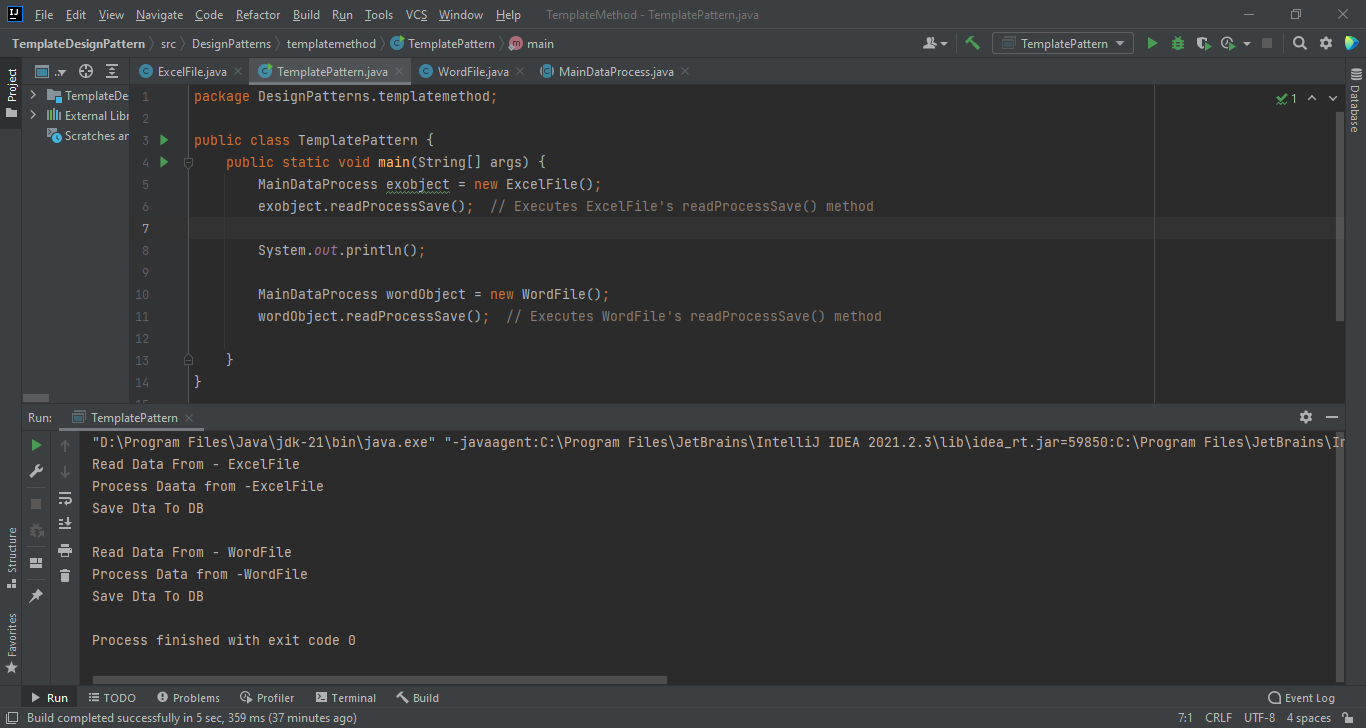 File Edit View Navigate Code Refactor Build Run Tools VCS Window Help TemplateMethod - TemplatePattern.java
TemplateDesignPattern src DesignPatterns templatemethod TemplatePattern main TemplatePattern
Project
ExcelFile.java TemplatePattern.java WordFile.java MainDataProcess.java
Database
TemplateDe
External Libr
Scratches ar
1 package DesignPatterns.templatemethod;
2
3 public class TemplatePattern {
4 public static void main(String[] args) {
5 MainDataProcess exobject = new ExcelFile();
6 exobject.readProcessSave(); // Executes ExcelFile's readProcessSave() method
7
8 System.out.println();
9
10 MainDataProcess wordObject = new WordFile();
11 wordObject.readProcessSave(); // Executes WordFile's readProcessSave() method
12
13 }
14 }
1
Run: TemplatePattern
"D:\Program Files\Java\jdk-21\bin\java.exe" "-javaagent:C:\Program Files\JetBrains\IntelliJ IDEA 2021.2.3\lib\idea_rt.jar=59850:C:\Program Files\JetBrains\In
Read Data From - ExcelFile
Process Daata from -ExcelFile
Save Dta To DB
Read Data From - WordFile
Process Data from -WordFile
Save Dta To DB
Process finished with exit code 0
Structure
Favorites
Run TODO Problems Profiler Terminal Build Event Log
Build completed successfully in 5 sec, 359 ms (37 minutes ago) 7:1 CRLF UTF-8 4 spaces